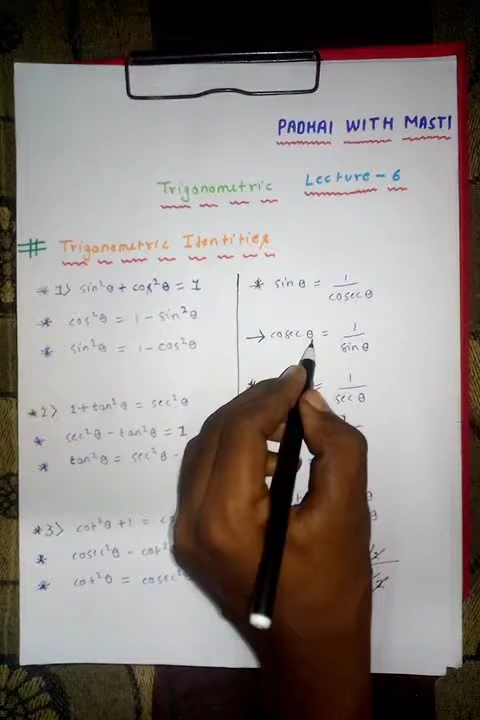 PADHAI WITH MASTI
Trigonometric Lecture - 6
# Trigonometric Identities
* 1> sin²θ + cos²θ = 1
* cos²θ = 1 - sin²θ
* sin²θ = 1 - cos²θ
*2> 1 + tan²θ = sec²θ
* sec²θ - tan²θ = 1
* tan²θ = sec²θ -
*3> cot²θ + 1 = c
* cosec²θ - cot²
* cot²θ = cosec²
* sinθ = 1/cosecθ
→ cosecθ = 1/sinθ
= 1/secθ